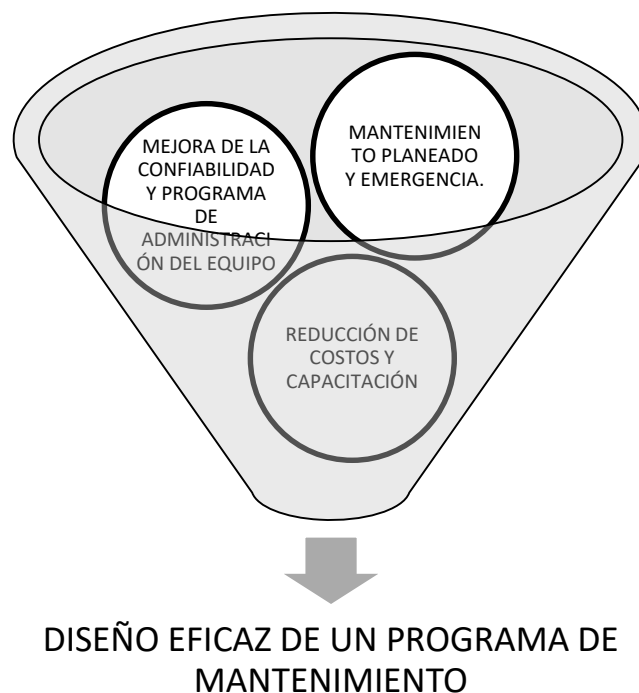 MEJORA DE LA
CONFIABILIDAD
Y PROGRAMA
DE
ADMINISTRACI
ÓN DEL EQUIPO
MANTENIMIEN
TO PLANEADO
Y EMERGENCIA.
REDUCCIÓN DE
COSTOS Y
CAPACITACIÓN
DISEÑO EFICAZ DE UN PROGRAMA DE
MANTENIMIENTO